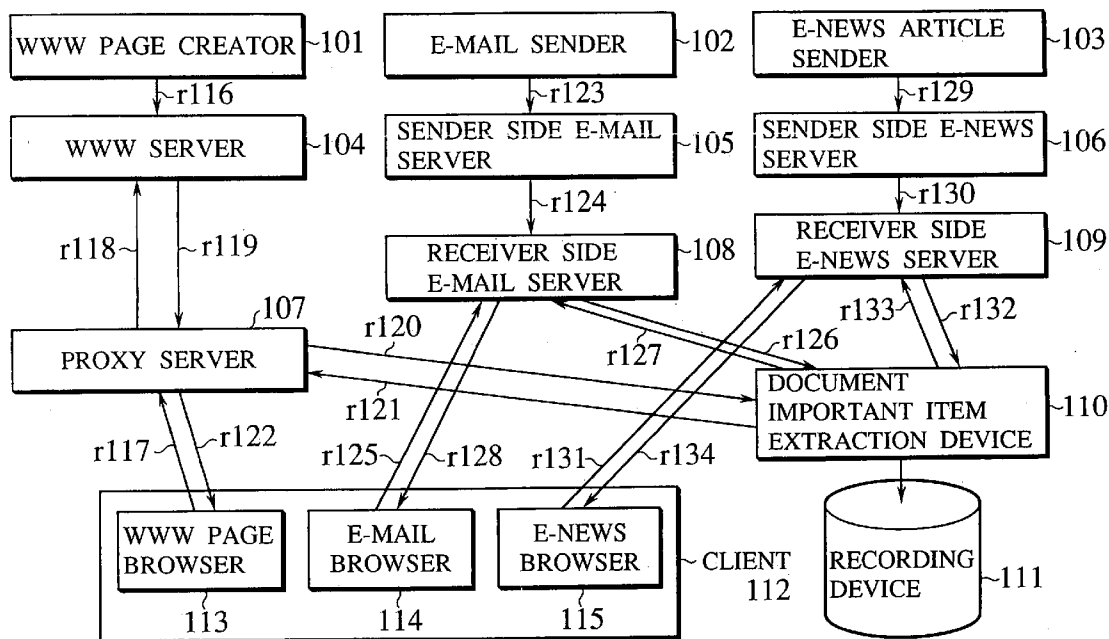 WWW PAGE CREATOR
101
E-MAIL SENDER
102
E-NEWS ARTICLE
SENDER
103
r116
r123
r129
WWW SERVER
104
SENDER SIDE E-MAIL
SERVER
105
SENDER SIDE E-NEWS
SERVER
106
r118
r119
r124
r130
RECEIVER SIDE
E-MAIL SERVER
108
RECEIVER SIDE
E-NEWS SERVER
109
107
PROXY SERVER
r120
r121
r127
r126
r133
r132
DOCUMENT
IMPORTANT ITEM
EXTRACTION DEVICE
110
r117
r122
r125
r128
r131
r134
WWW PAGE
BROWSER
113
E-MAIL
BROWSER
114
E-NEWS
BROWSER
115
CLIENT
112
RECORDING
DEVICE
111